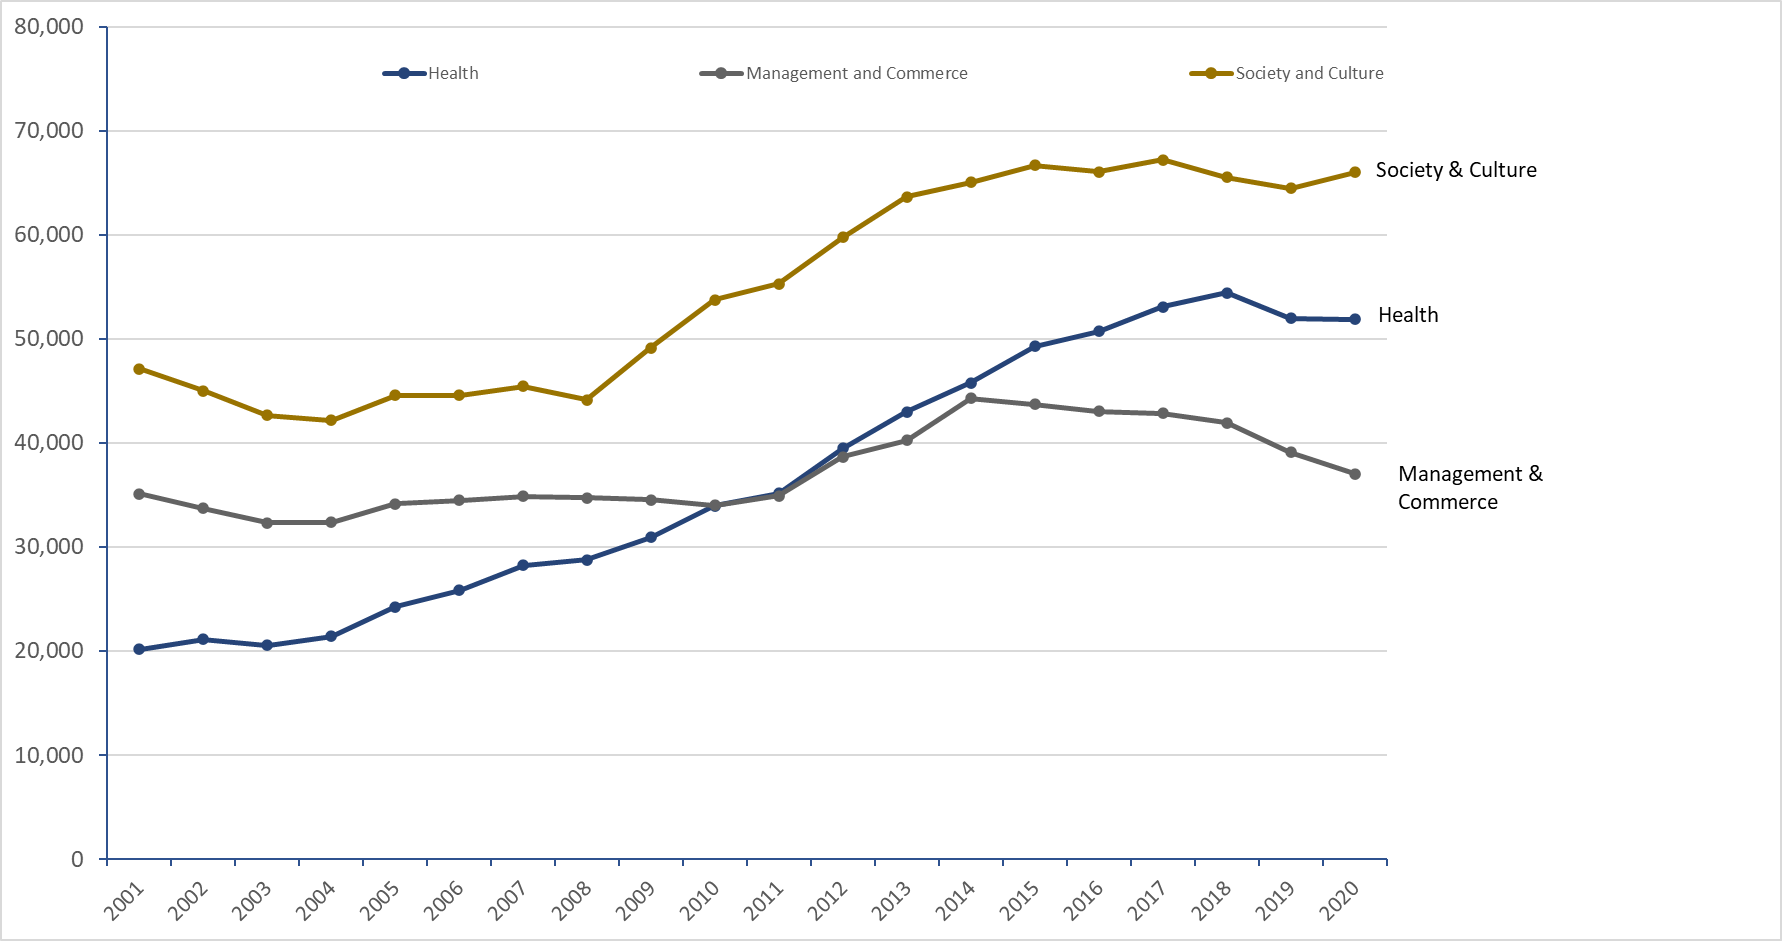 80,000
Health Management and Commerce Society and Culture
70,000
Society & Culture
60,000
50,000
Health
40,000
Management &
Commerce
30,000
20,000
10,000
0
2001 2002 2003 2004 2005 2006 2007 2008 2009 2010 2011 2012 2013 2014 2015 2016 2017 2018 2019 2020